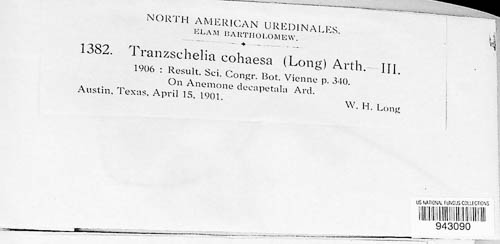 NORTH AMERICAN UREDINALES.
ELAM BARTHOLOMEW.
1382. Tranzschelia cohaesa (Long) Arth.—III.
1906 : Result. Sci. Congr. Bot. Vienne p. 340.
On Anemone decapetala Ard.
Austin, Texas, April 15, 1901.
W. H. Long
US NATIONAL FUNGUS COLLECTIONS
943090